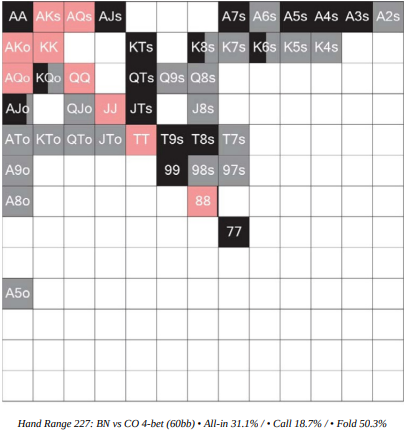 AA AKs AQs AJs A7s A6s A5s A4s A3s A2s
AKo KK KTs K8s K7s K6s K5s K4s
AQo KQo QQ QTs Q9s Q8s
AJo QJo JJ JTs J8s
ATo KTo QTo JTo TT T9s T8s T7s
A9o 99 98s 97s
A8o 88
77
A5o
Hand Range 227: BN vs CO 4-bet (60bb) • All-in 31.1% / • Call 18.7% / • Fold 50.3%